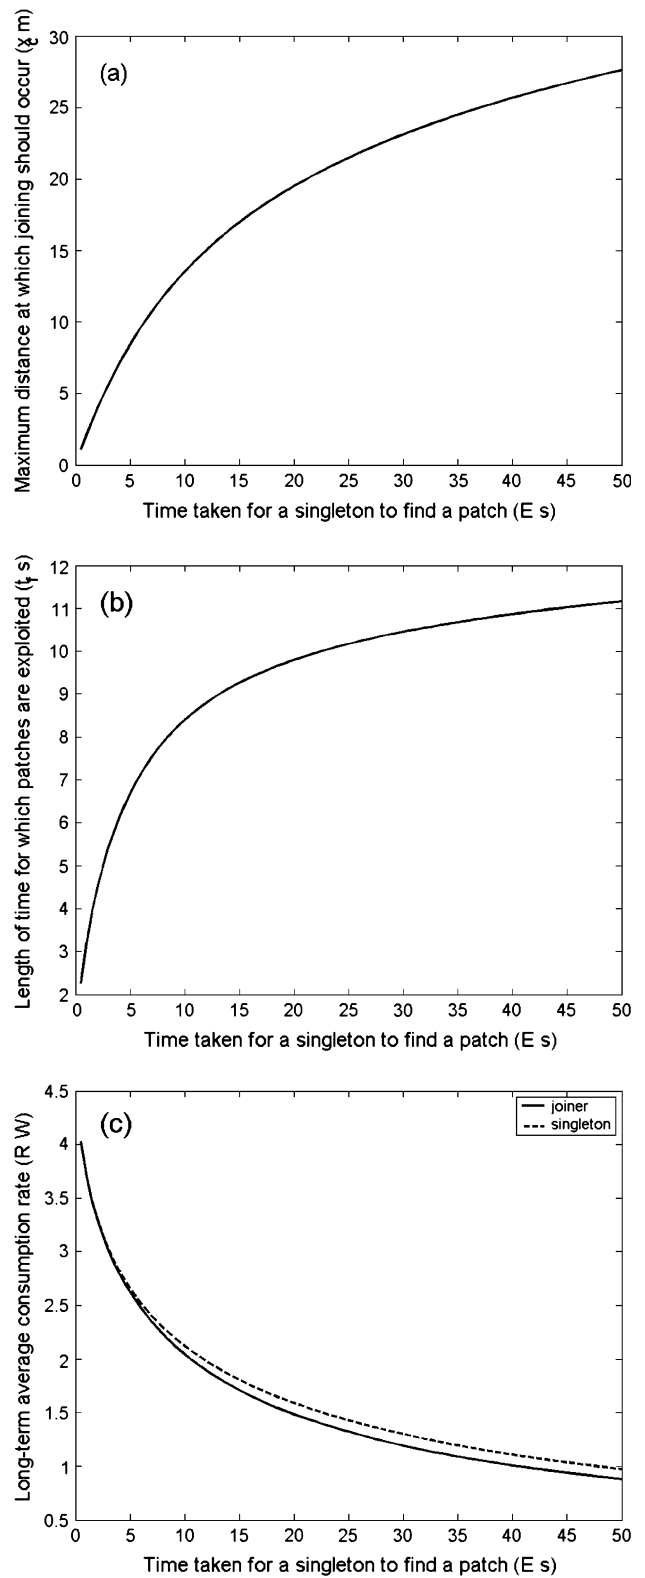 Maximum distance at which joining should occur (xc m)
30
25
20
15
10
5
0
(a)
0 5 10 15 20 25 30 35 40 45 50
Time taken for a singleton to find a patch (E s)
Length of time for which patches are exploited (tf s)
12
11
10
9
8
7
6
5
4
3
2
(b)
0 5 10 15 20 25 30 35 40 45 50
Time taken for a singleton to find a patch (E s)
Long-term average consumption rate (R W)
4.5
4
3.5
3
2.5
2
1.5
1
0.5
(c)
joiner
singleton
0 5 10 15 20 25 30 35 40 45 50
Time taken for a singleton to find a patch (E s)